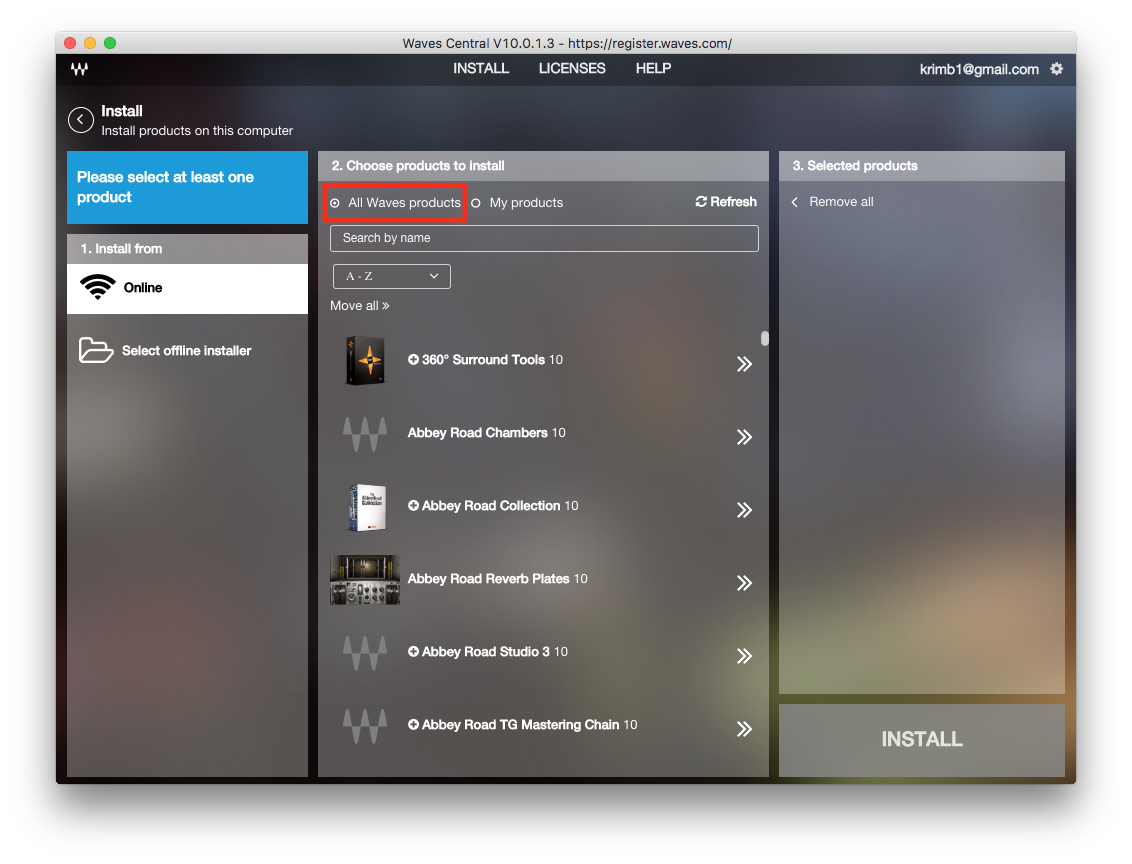 Waves Central V10.0.1.3 - https://register.waves.com/
INSTALL LICENSES HELP
krimb1@gmail.com
Install
Install products on this computer
Please select at least one
product
1. Install from
Online
Select offline installer
2. Choose products to install
All Waves products My products Refresh
Search by name
A - Z
Move all »
360° Surround Tools 10
Abbey Road Chambers 10
Abbey Road Collection 10
Abbey Road Reverb Plates 10
Abbey Road Studio 3 10
Abbey Road TG Mastering Chain 10
3. Selected products
Remove all
INSTALL